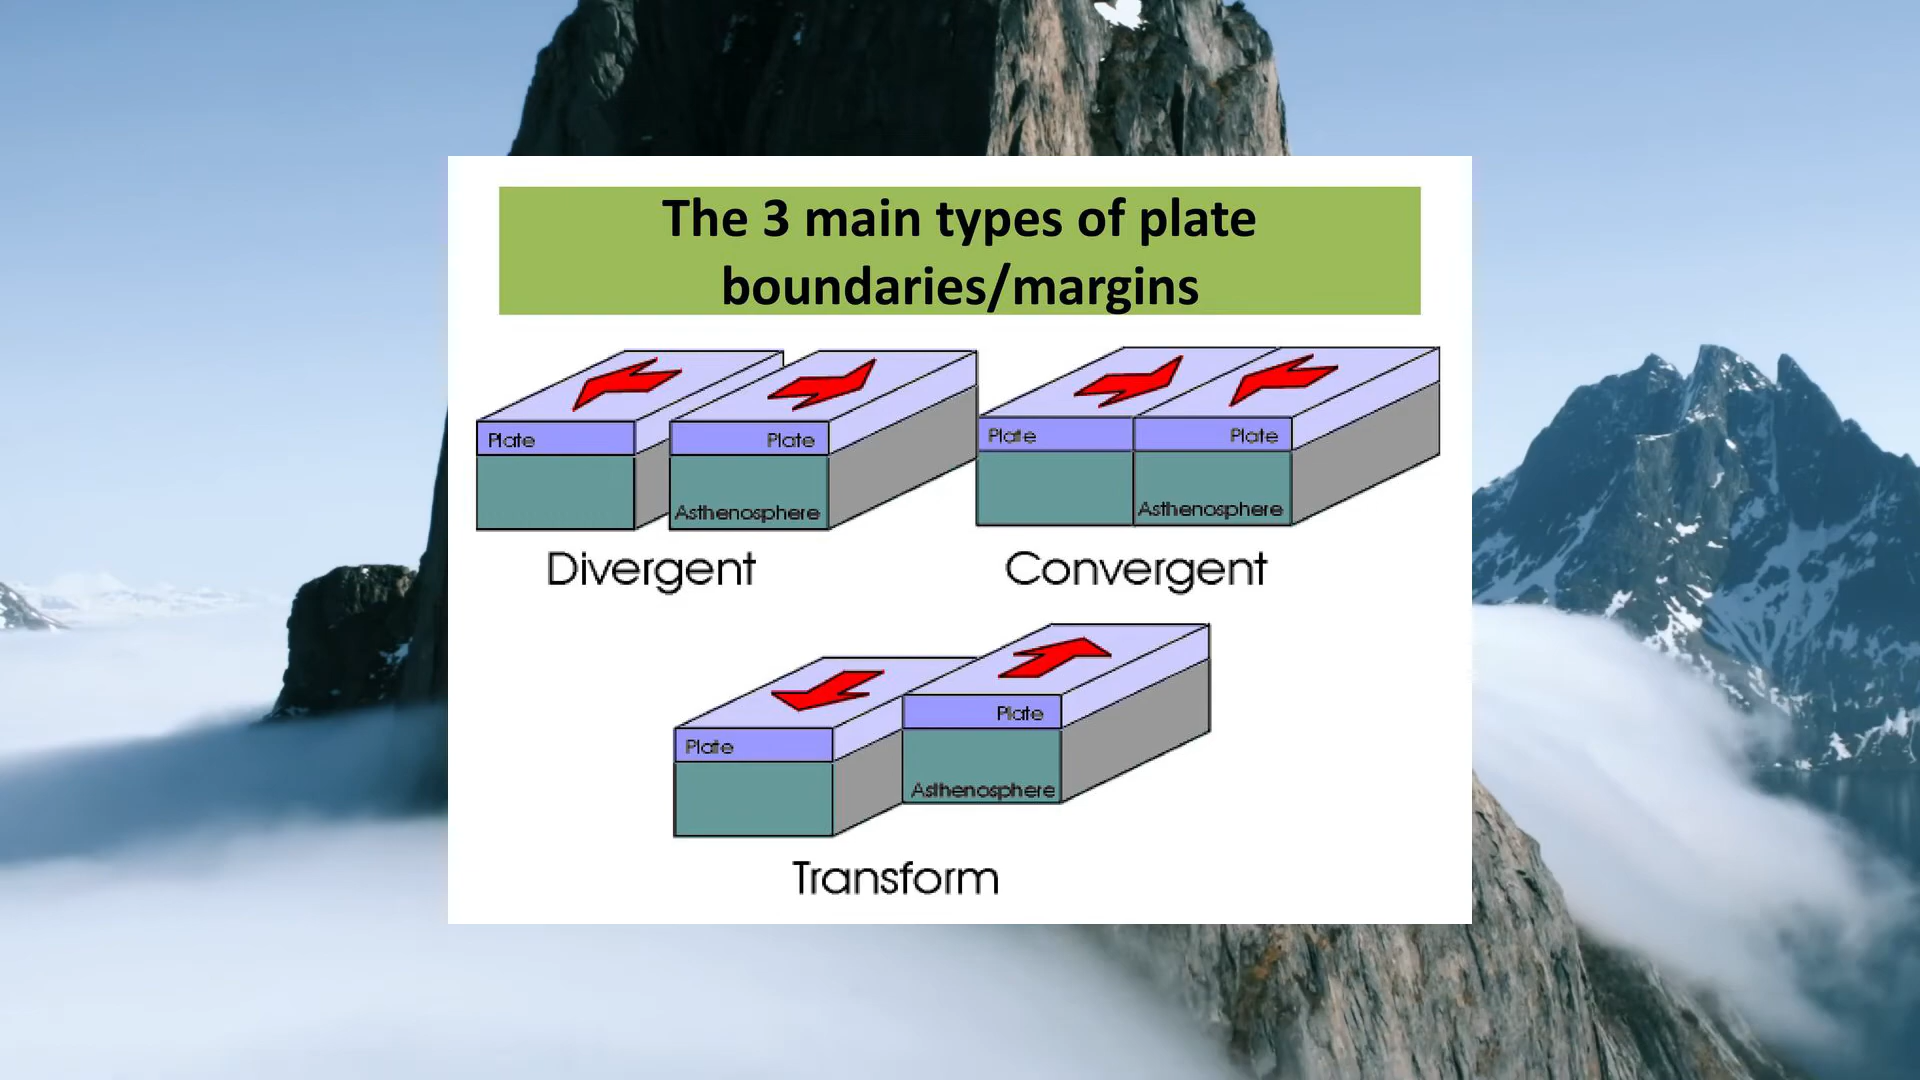 The 3 main types of plate
boundaries/margins
Plate
Plate
Asthenosphere
Divergent
Plate
Plate
Asthenosphere
Convergent
Plate
Plate
Asthenosphere
Transform